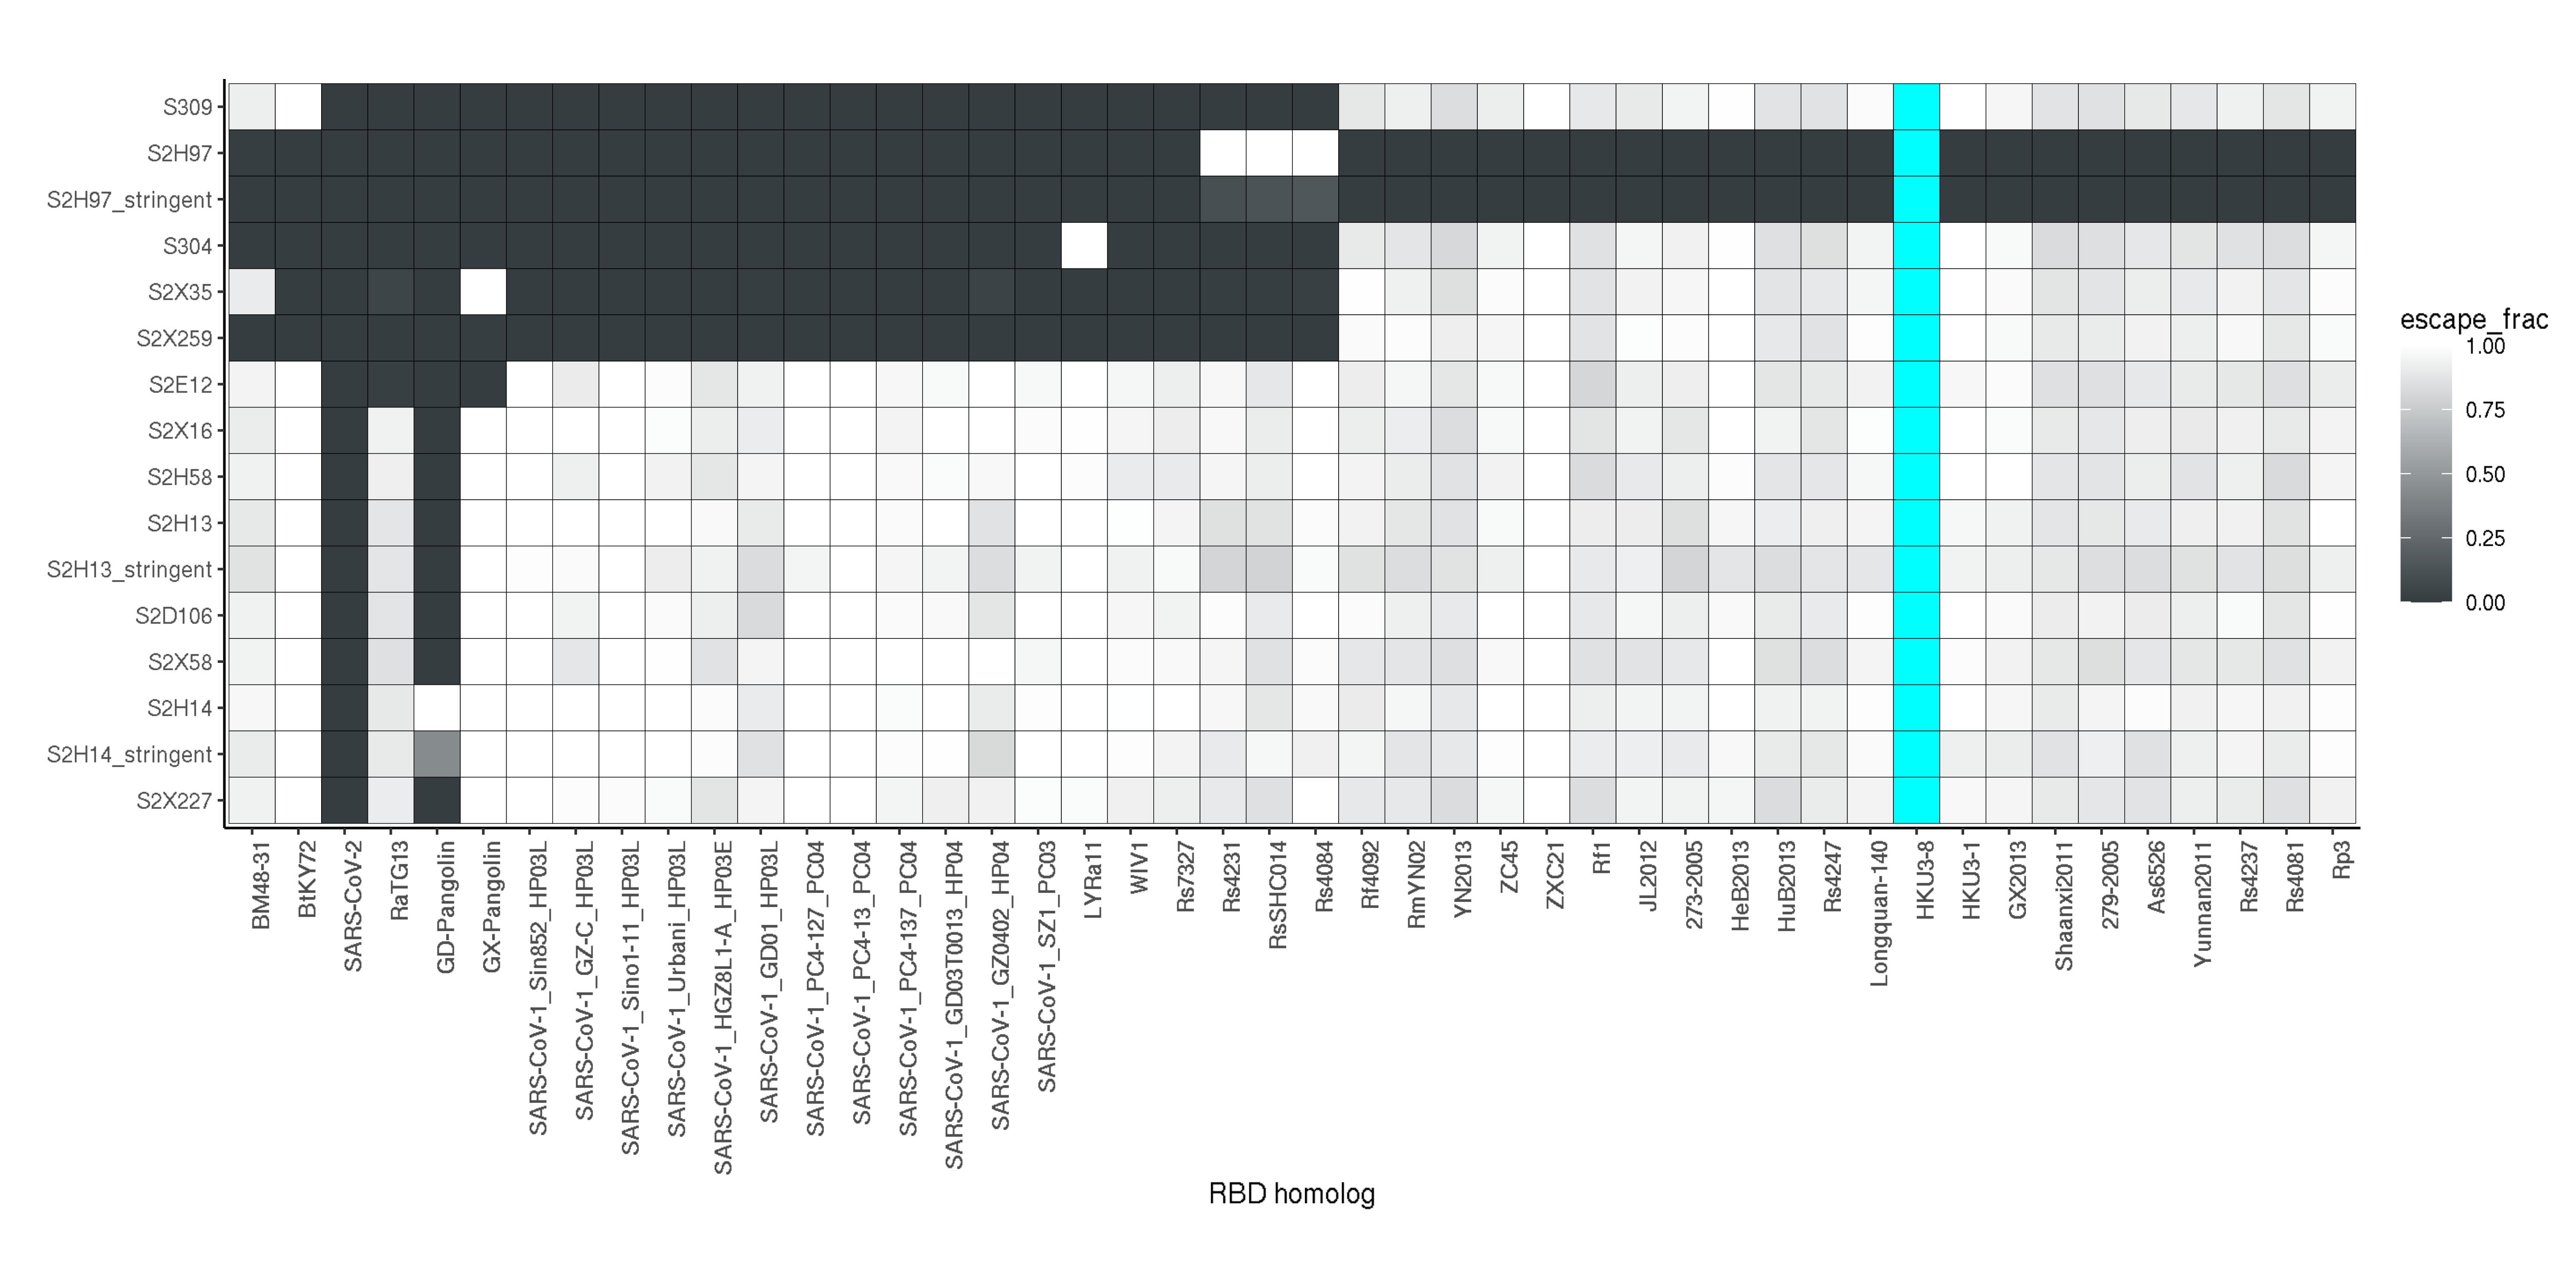 S309
S2H97
S2H97_stringent
S304
S2X35
S2X259
S2E12
S2X16
S2H58
S2H13
S2H13_stringent
S2D106
S2X58
S2H14
S2H14_stringent
S2X227
BM48-31
BtKY72
SARS-CoV-2
RaTG13
GD-Pangolin
GX-Pangolin
SARS-CoV-1_Sin852_HP03L
SARS-CoV-1_GZ-C_HP03L
SARS-CoV-1_Sino1-11_HP03L
SARS-CoV-1_Urbani_HP03L
SARS-CoV-1_HGZ8L1-A_HP03E
SARS-CoV-1_GD01_HP03L
SARS-CoV-1_PC4-127_PC04
SARS-CoV-1_PC4-13_PC04
SARS-CoV-1_PC4-137_PC04
SARS-CoV-1_GD03T0013_HP04
SARS-CoV-1_GZ0402_HP04
SARS-CoV-1_SZ1_PC03
LYRa11
WIV1
Rs7327
Rs4231
RsSHC014
Rs4084
Rf4092
RmYN02
YN2013
ZC45
ZXC21
Rf1
JL2012
273-2005
HeB2013
HuB2013
Rs4247
Longquan-140
HKU3-8
HKU3-1
GX2013
Shaanxi2011
279-2005
As6526
Yunnan2011
Rs4237
Rs4081
Rp3
RBD homolog
escape_frac
1.00
0.75
0.50
0.25
0.00